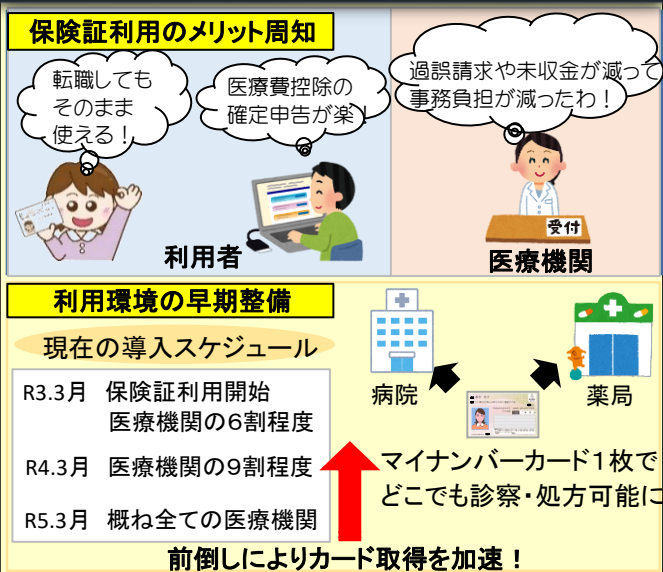 保険証利用のメリット周知
転職しても
そのまま
使える！
医療費控除の
確定申告が楽！
過誤請求や未収金が減って
事務負担が減ったわ！
受付
利用者
医療機関
利用環境の早期整備
現在の導入スケジュール
R3.3月 保険証利用開始
医療機関の６割程度
R4.3月 医療機関の９割程度
R5.3月 概ね全ての医療機関
病院
薬局
マイナンバーカード１枚で
どこでも診察・処方可能に
前倒しによりカード取得を加速！